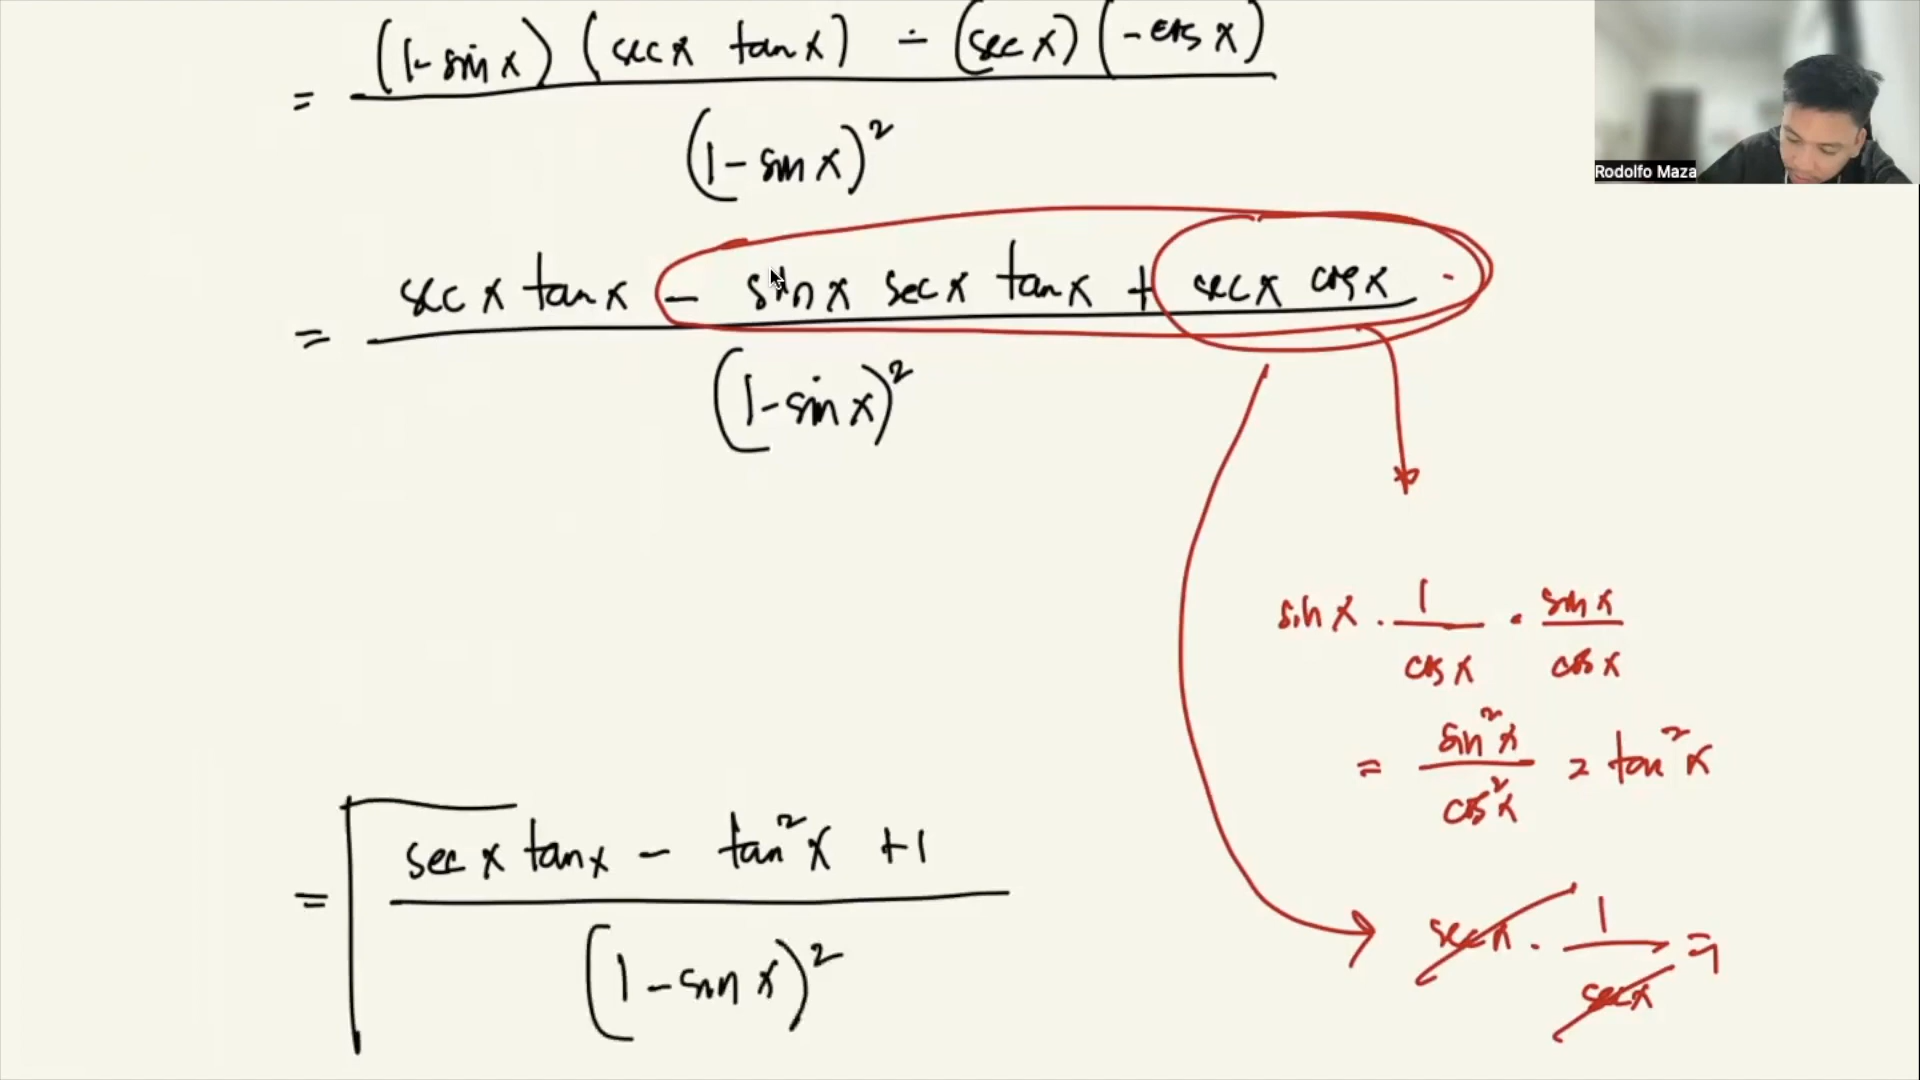 = (1-sin x) (sec x tan x) - (sec x) (-cos x)
(1-sin x)²
Rodolfo Maza
= sec x tan x - sin x sec x tan x + sec x cos x
(1-sin x)²
sin x · 1/cos x · sin x/cos x
= sin²x/cos²x = tan²x
= sec x tan x - tan²x +1
(1-sin x)²
sec x · 1/sec x = 1